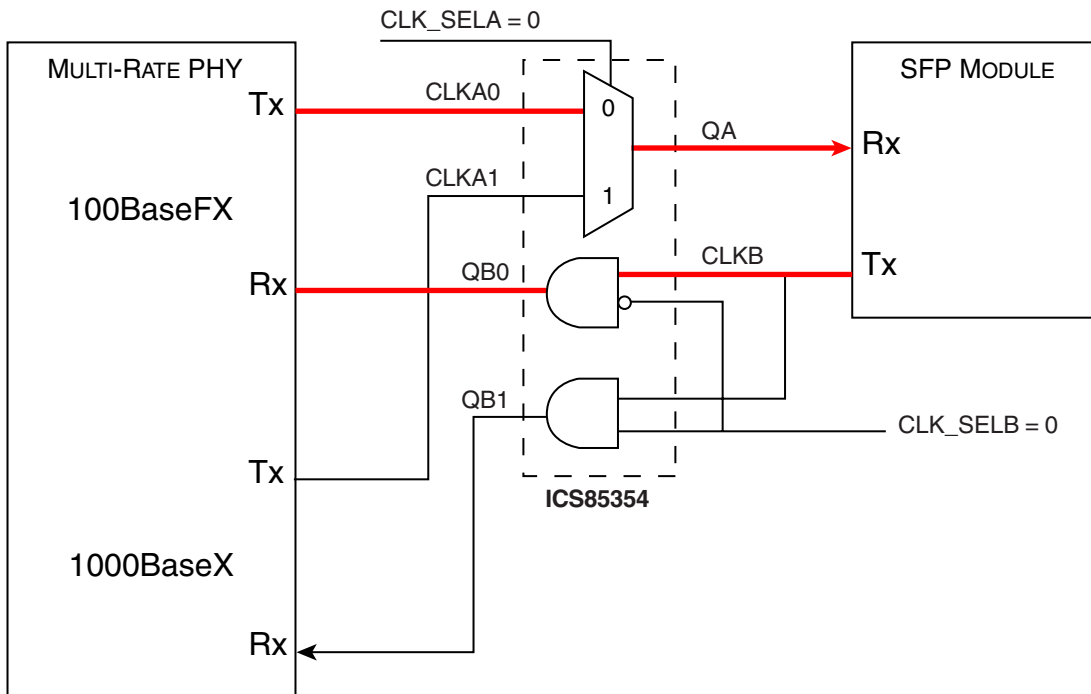 CLK_SELA = 0
MULTI-RATE PHY
SFP MODULE
Tx
CLKA0
0
QA
Rx
CLKA1
1
100BaseFX
Rx
QB0
CLKB
Tx
QB1
CLK_SELB = 0
Tx
ICS85354
1000BaseX
Rx